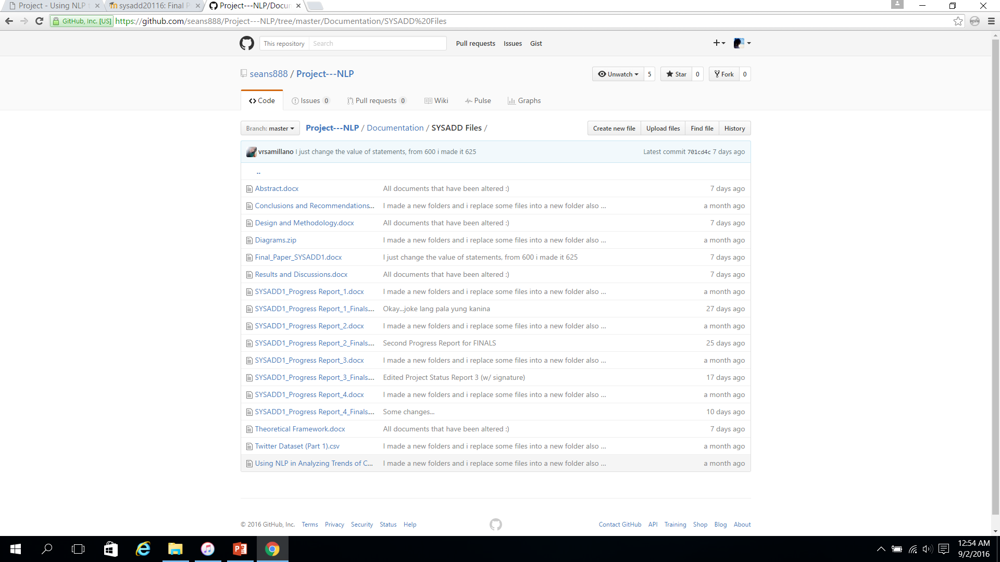 Project - Using NLP t
sysadd20116: Final P
Project---NLP/Docur
GitHub, Inc. [US] https://github.com/seans888/Project---NLP/tree/master/Documentation/SYSADD%20Files
This repository Search Pull requests Issues Gist
seans888 / Project---NLP Unwatch 5 Star 0 Fork 0
Code Issues 0 Pull requests 0 Wiki Pulse Graphs
Branch: master Project---NLP / Documentation / SYSADD Files / Create new file Upload files Find file History
vrsamillano I just change the value of statements, from 600 i made it 625 Latest commit 701cd4c 7 days ago
..
Abstract.docx All documents that have been altered :) 7 days ago
Conclusions and Recommendations... I made a new folders and i replace some files into a new folder also ... a month ago
Design and Methodology.docx All documents that have been altered :) 7 days ago
Diagrams.zip I made a new folders and i replace some files into a new folder also ... a month ago
Final_Paper_SYSADD1.docx I just change the value of statements, from 600 i made it 625 7 days ago
Results and Discussions.docx All documents that have been altered :) 7 days ago
SYSADD1_Progress Report_1.docx I made a new folders and i replace some files into a new folder also ... a month ago
SYSADD1_Progress Report_1_Finals.... Okay...joke lang pala yung kanina 27 days ago
SYSADD1_Progress Report_2.docx I made a new folders and i replace some files into a new folder also ... a month ago
SYSADD1_Progress Report_2_Finals.... Second Progress Report for FINALS 25 days ago
SYSADD1_Progress Report_3.docx I made a new folders and i replace some files into a new folder also ... a month ago
SYSADD1_Progress Report_3_Finals.... Edited Project Status Report 3 (w/ signature) 17 days ago
SYSADD1_Progress Report_4.docx I made a new folders and i replace some files into a new folder also ... a month ago
SYSADD1_Progress Report_4_Finals.... Some changes... 10 days ago
Theoretical Framework.docx All documents that have been altered :) 7 days ago
Twitter Dataset (Part 1).csv I made a new folders and i replace some files into a new folder also ... a month ago
Using NLP in Analyzing Trends of C... I made a new folders and i replace some files into a new folder also ... a month ago
© 2016 GitHub, Inc. Terms Privacy Security Status Help Contact GitHub API Training Shop Blog About
12:54 AM
9/2/2016